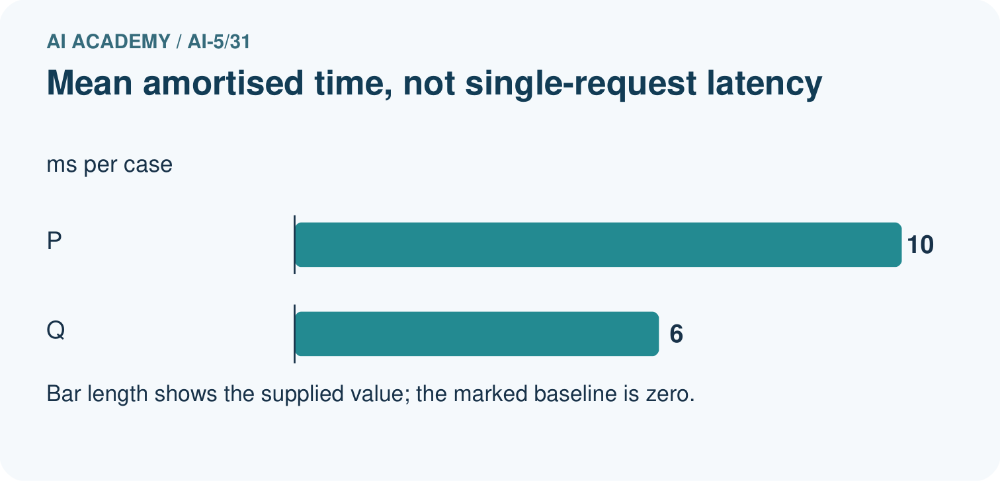 AI ACADEMY / AI-5/31
Mean amortised time, not single-request latency
ms per case
P
10
Q
6
Bar length shows the supplied value; the marked baseline is zero.